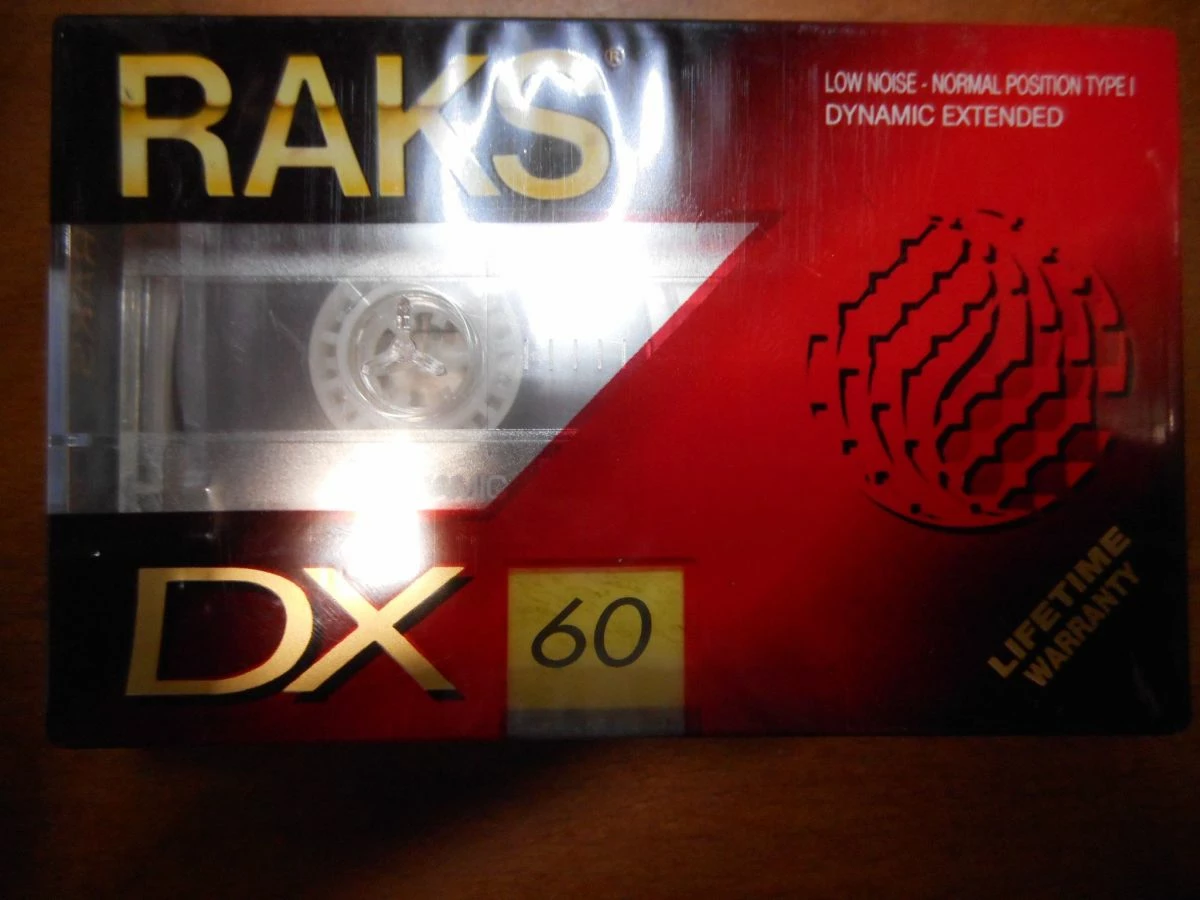 RAKS®
LOW NOISE - NORMAL POSITION TYPE I
DYNAMIC EXTENDED
DX
60
LIFETIME
WARRANTY